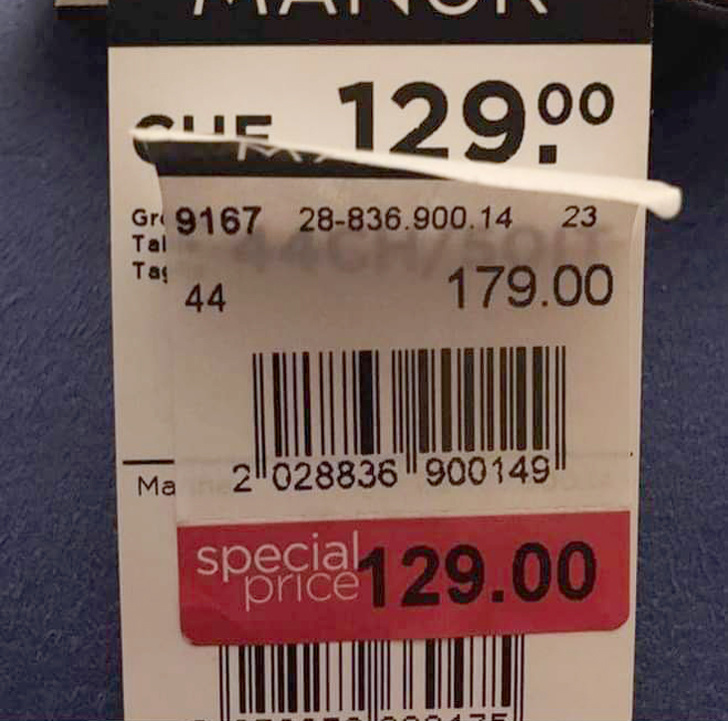 MANOR
CHF 129.00
9167 28-836.900.14 23
44 179.00
2 028836 900149
special price 129.00